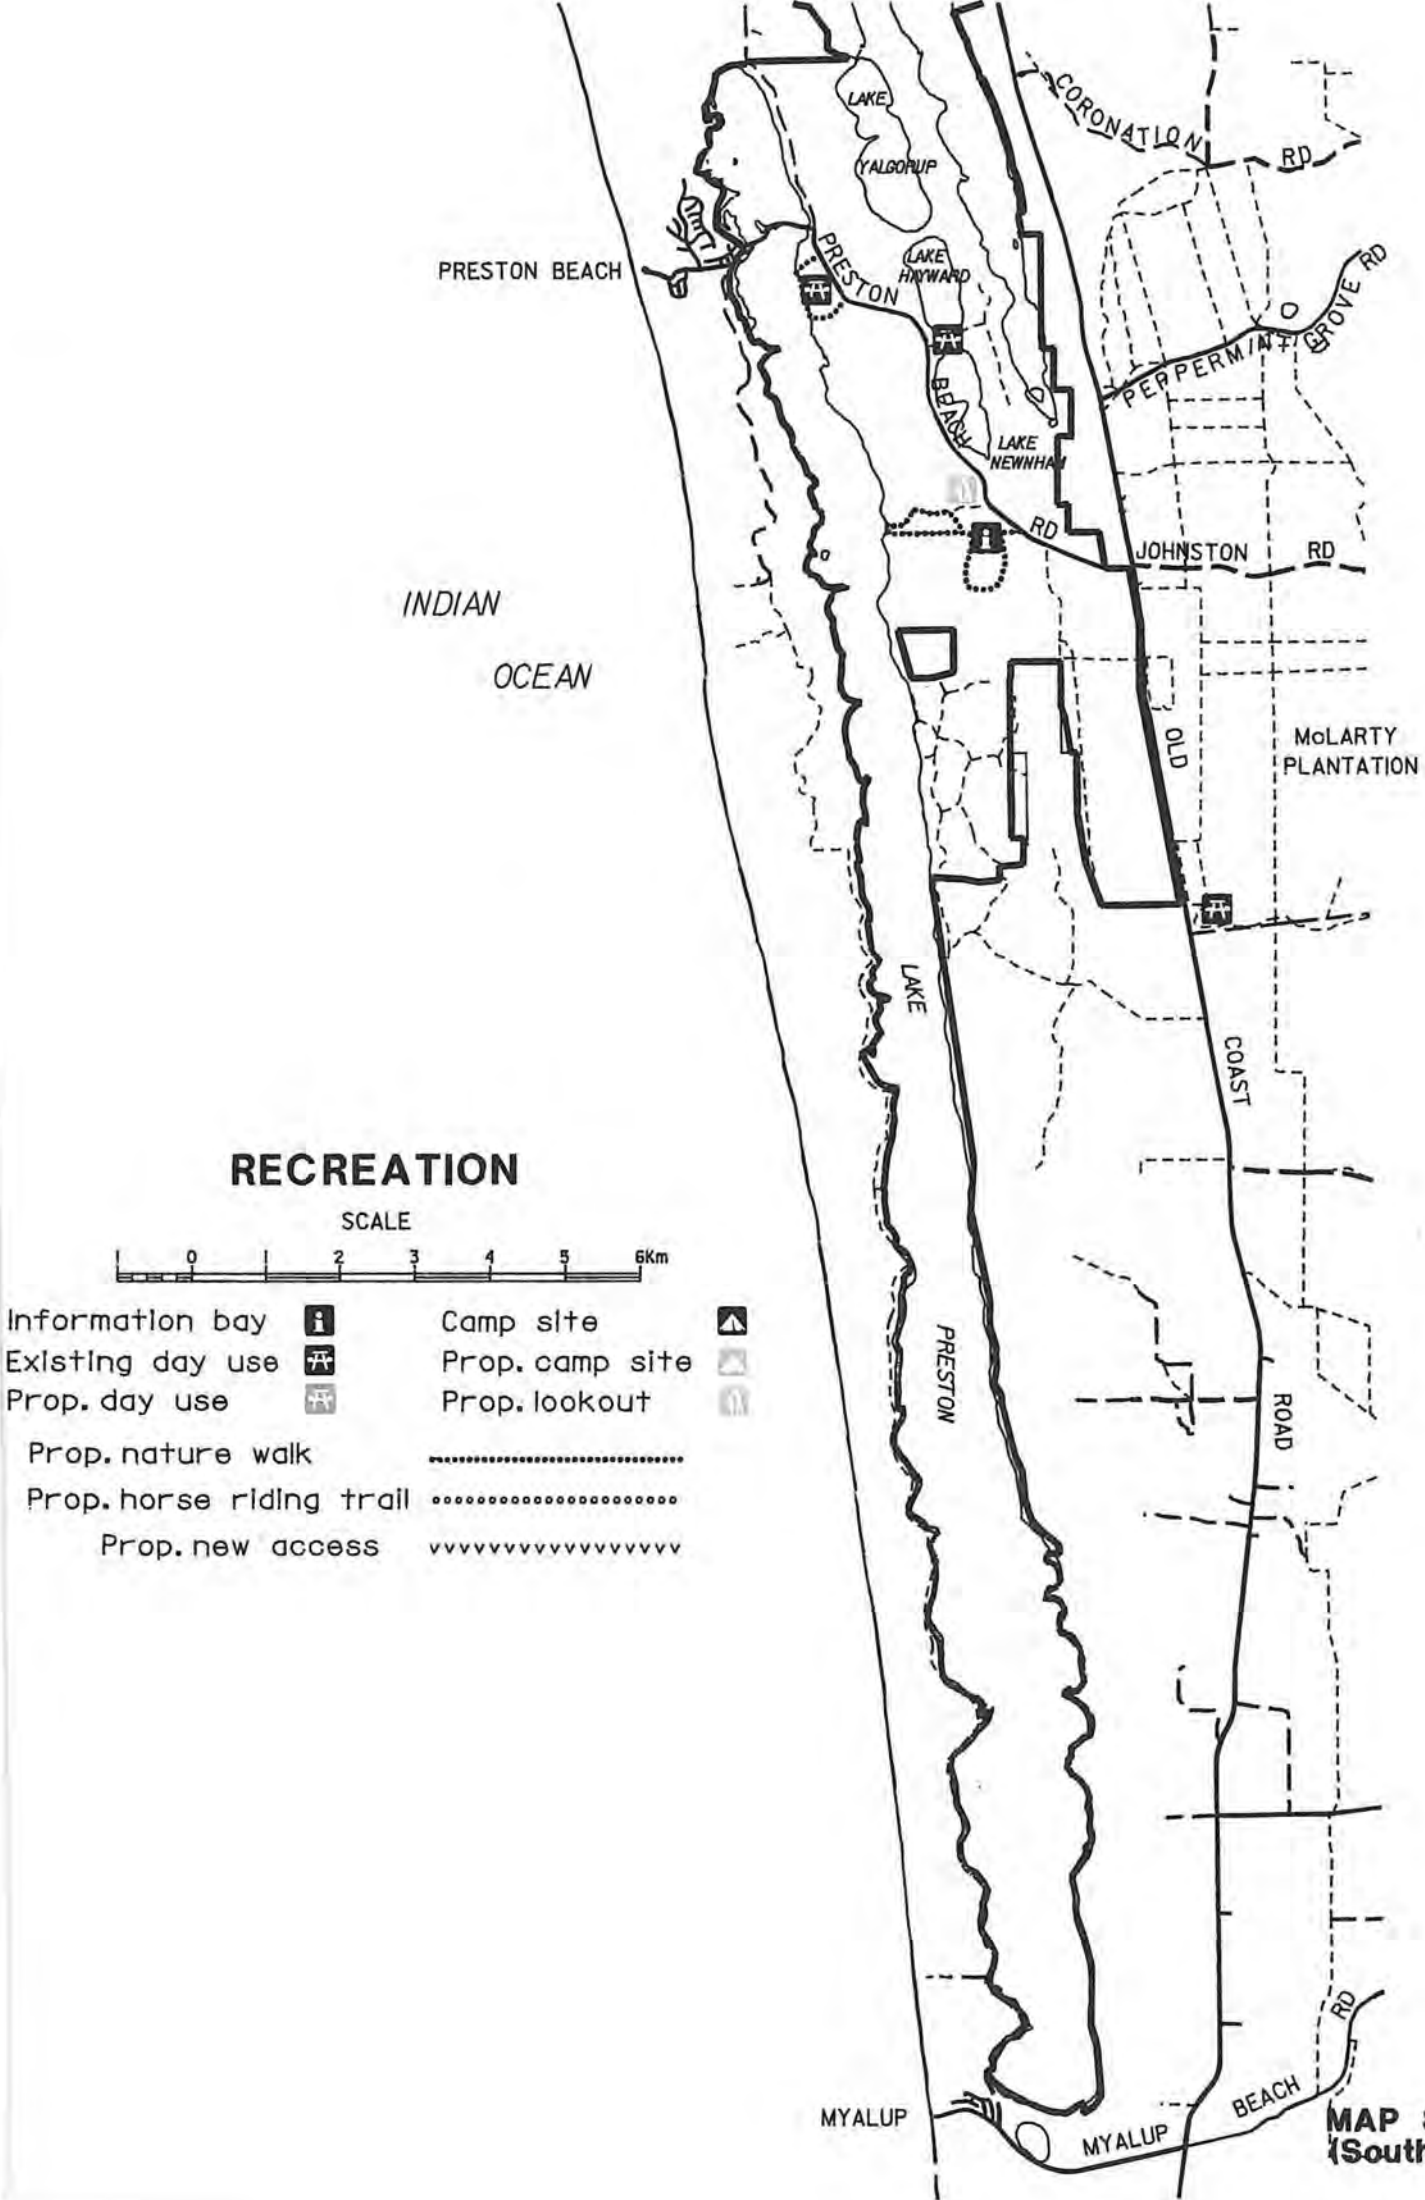 LAKE
YALGORUP
CORONATION RD
PRESTON BEACH
LAKE
HAYWARD
PRESTON BEACH RD
PEPPERMINT GROVE RD
LAKE
NEWNHAM
JOHNSTON RD
INDIAN
OCEAN
McLARTY
PLANTATION
OLD COAST ROAD
LAKE PRESTON
RECREATION
SCALE
1 0 1 2 3 4 5 6Km
Information bay
Camp site
Existing day use
Prop. camp site
Prop. day use
Prop. lookout
Prop. nature walk
Prop. horse riding trail
Prop. new access
MYALUP
MYALUP BEACH RD
MAP
(South